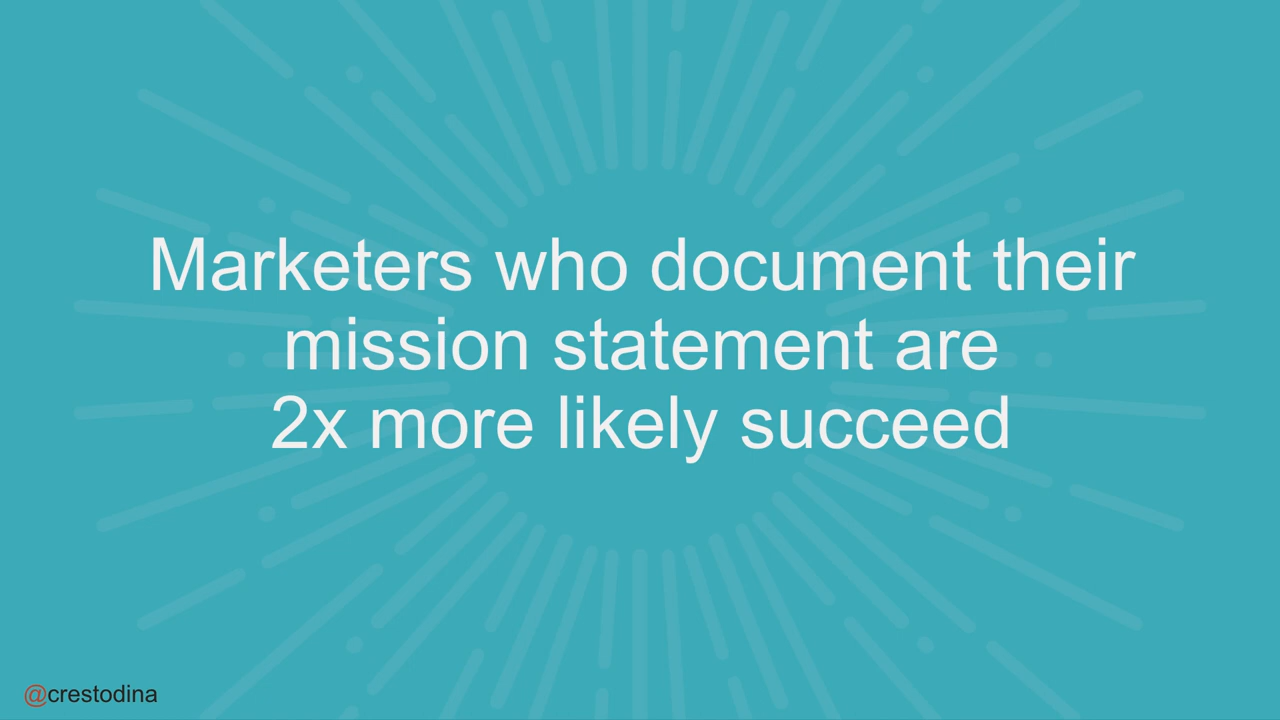 Marketers who document their
mission statement are
2x more likely succeed
@crestodina